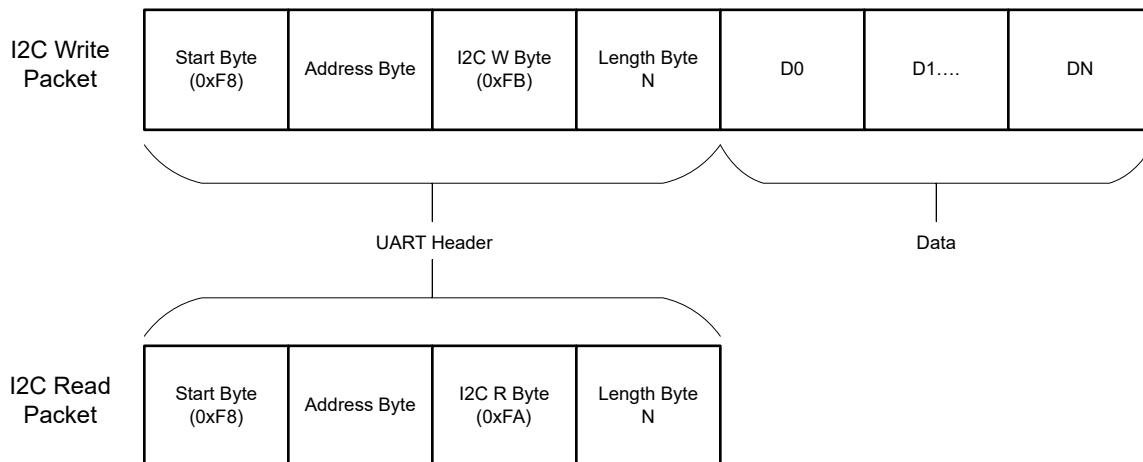 I2C Write
Packet
Start Byte
(0xF8)
Address Byte
I2C W Byte
(0xFB)
Length Byte
N
D0
D1....
DN
UART Header
Data
I2C Read
Packet
Start Byte
(0xF8)
Address Byte
I2C R Byte
(0xFA)
Length Byte
N